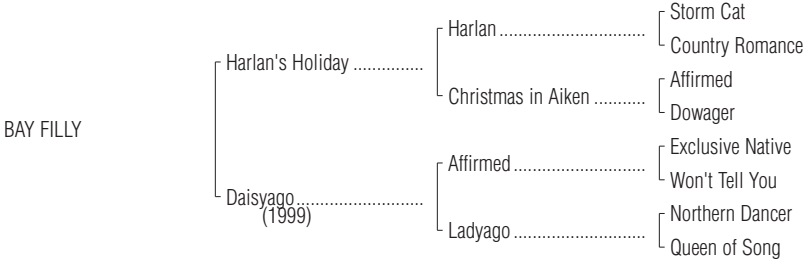 Storm Cat
Harlan ...............................
Country Romance
Harlan's Holiday ...............
Affirmed
Christmas in Aiken ...........
Dowager
BAY FILLY
Exclusive Native
Affirmed ............................
Won't Tell You
Daisyago ...........................
(1999)
Northern Dancer
Ladyago ............................
Queen of Song